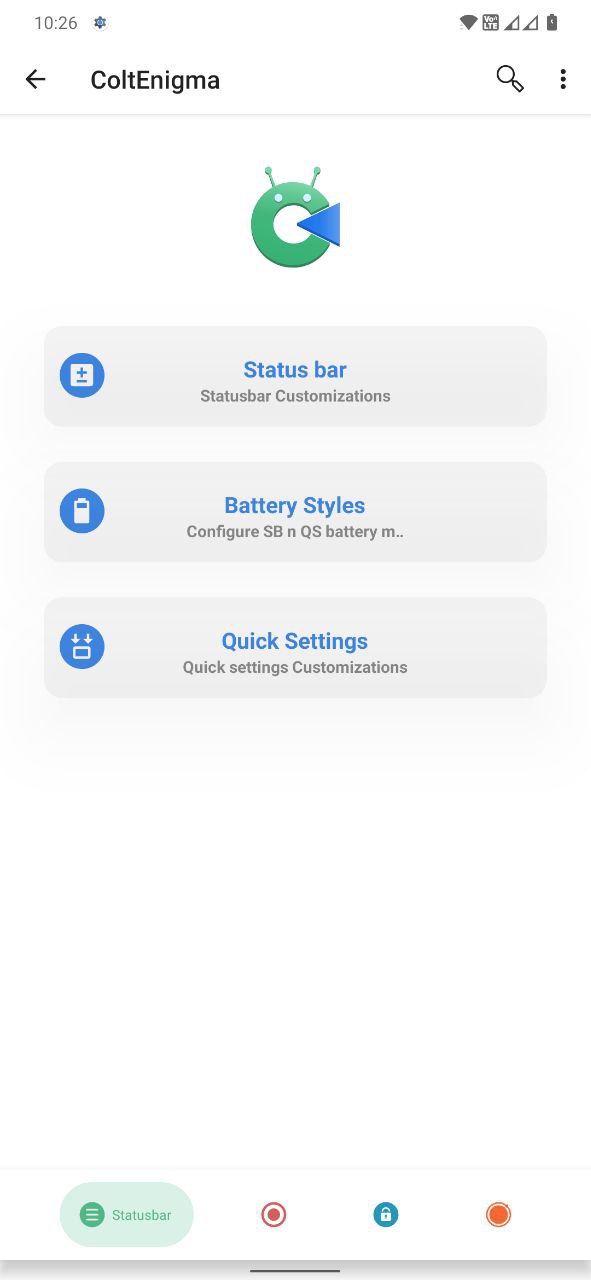 10:26
Vo LTE
ColtEnigma
Status bar
Statusbar Customizations
Battery Styles
Configure SB n QS battery m..
Quick Settings
Quick settings Customizations
Statusbar